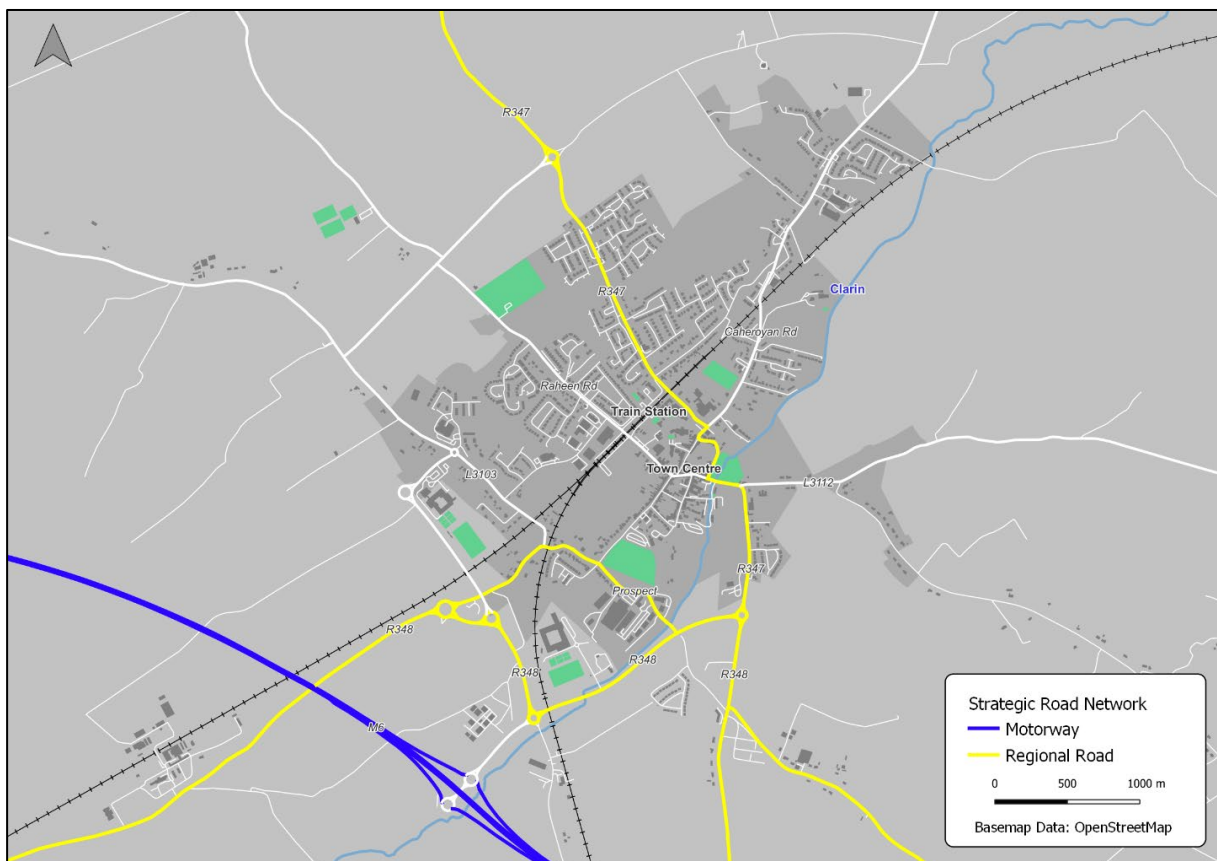 R347
Clarin
R347
Caheroyan Rd
Raheen Rd
Train Station
Town Centre
L3103
L3112
R347
Prospect
R348
R348
R348
R348
M6
Strategic Road Network
Motorway
Regional Road
0 500 1000 m
Basemap Data: OpenStreetMap